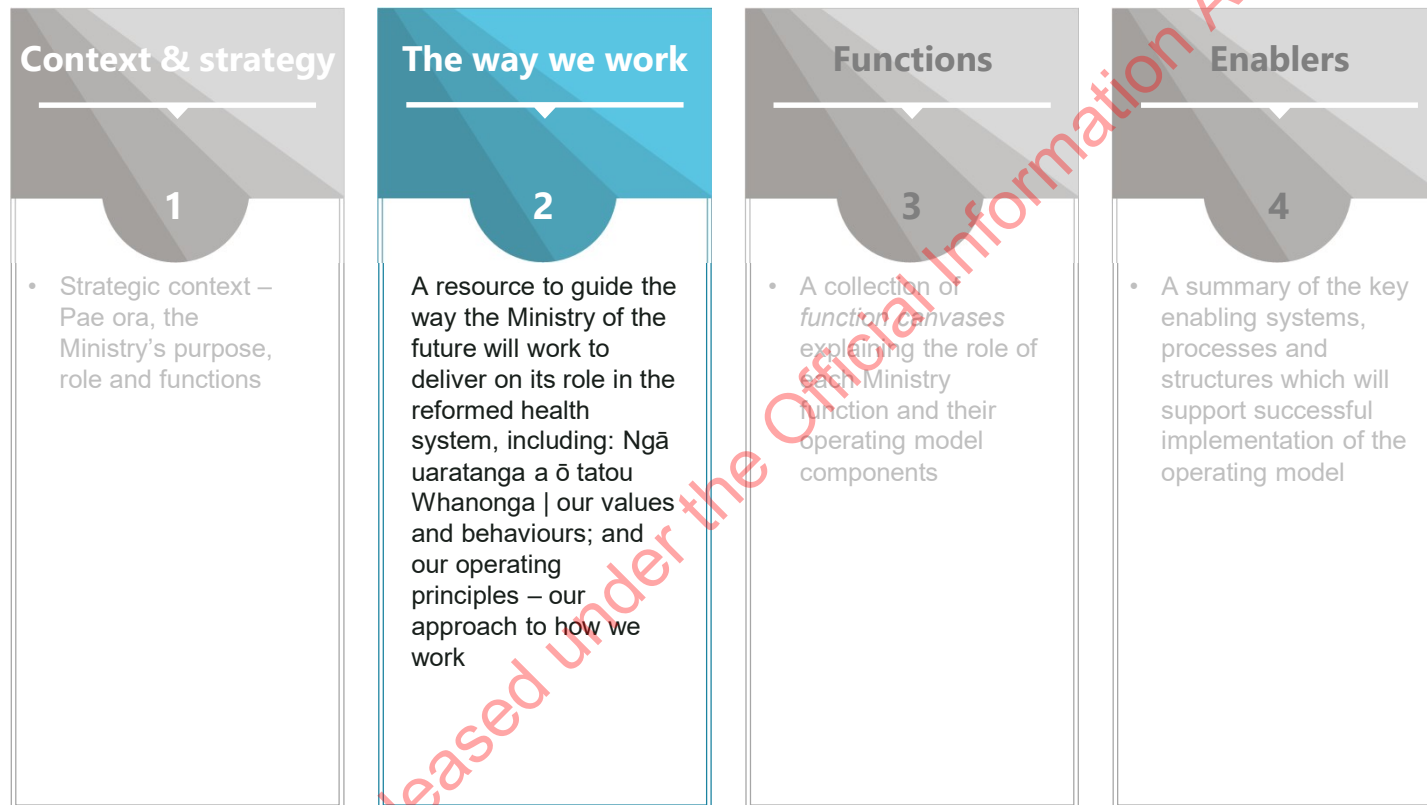 Context & strategy
1
• Strategic context –
Pae ora, the
Ministry’s purpose,
role and functions
The way we work
2
A resource to guide the
way the Ministry of the
future will work to
deliver on its role in the
reformed health
system, including: Ngā
uaratanga a ō tatou
Whanonga | our values
and behaviours; and
our operating
principles – our
approach to how we
work
Functions
3
• A collection of
function canvases
explaining the role of
each Ministry
function and their
operating model
components
Enablers
4
• A summary of the key
enabling systems,
processes and
structures which will
support successful
implementation of the
operating model
under the Official Information